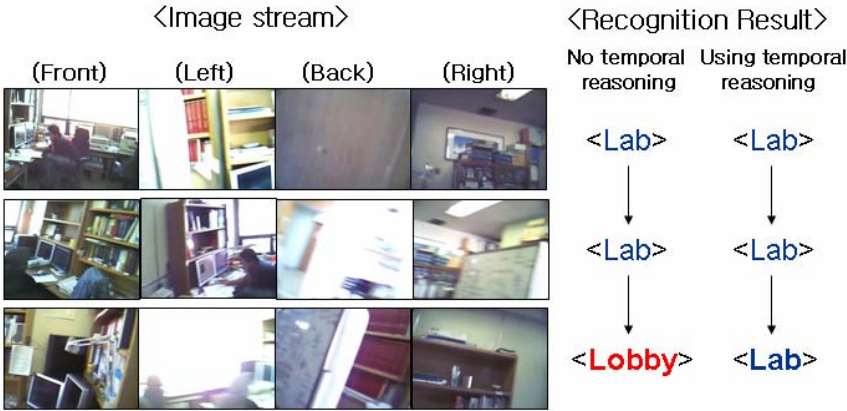 <Image stream>
<Recognition Result>
No temporal reasoning
Using temporal reasoning
(Front) (Left) (Back) (Right)
<Lab> <Lab>
<Lab> <Lab>
<Lobby> <Lab>